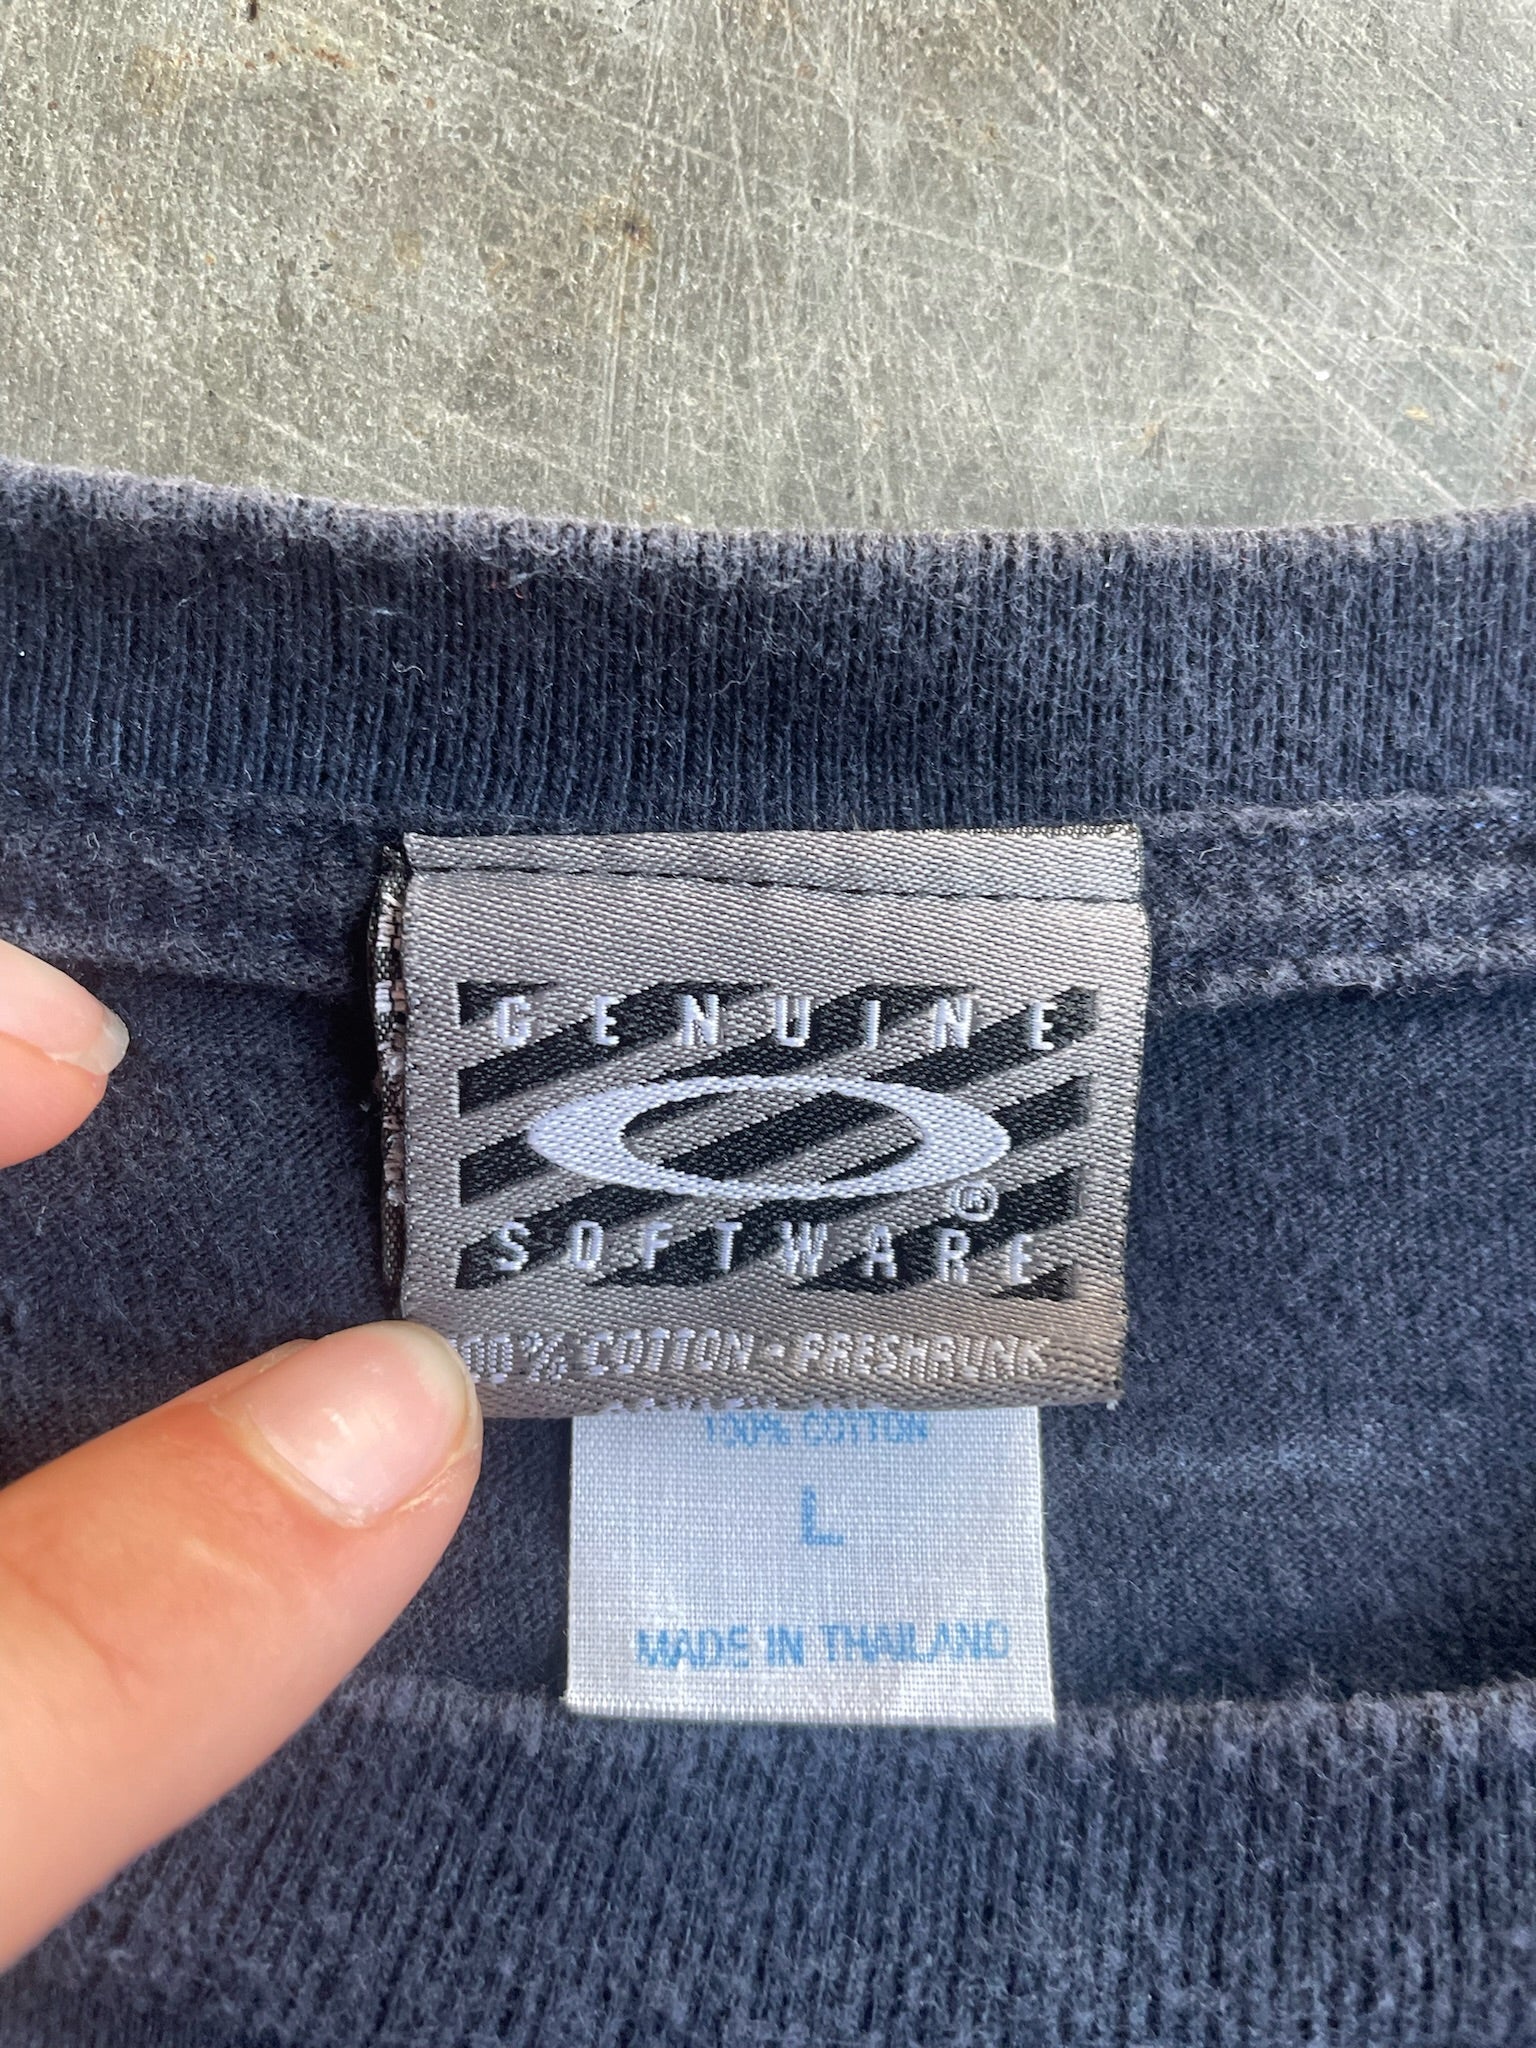 GENUINE
®
SOFTWARE
100% COTTON - PRESHRUNK
100% COTTON
L
MADE IN THAILAND